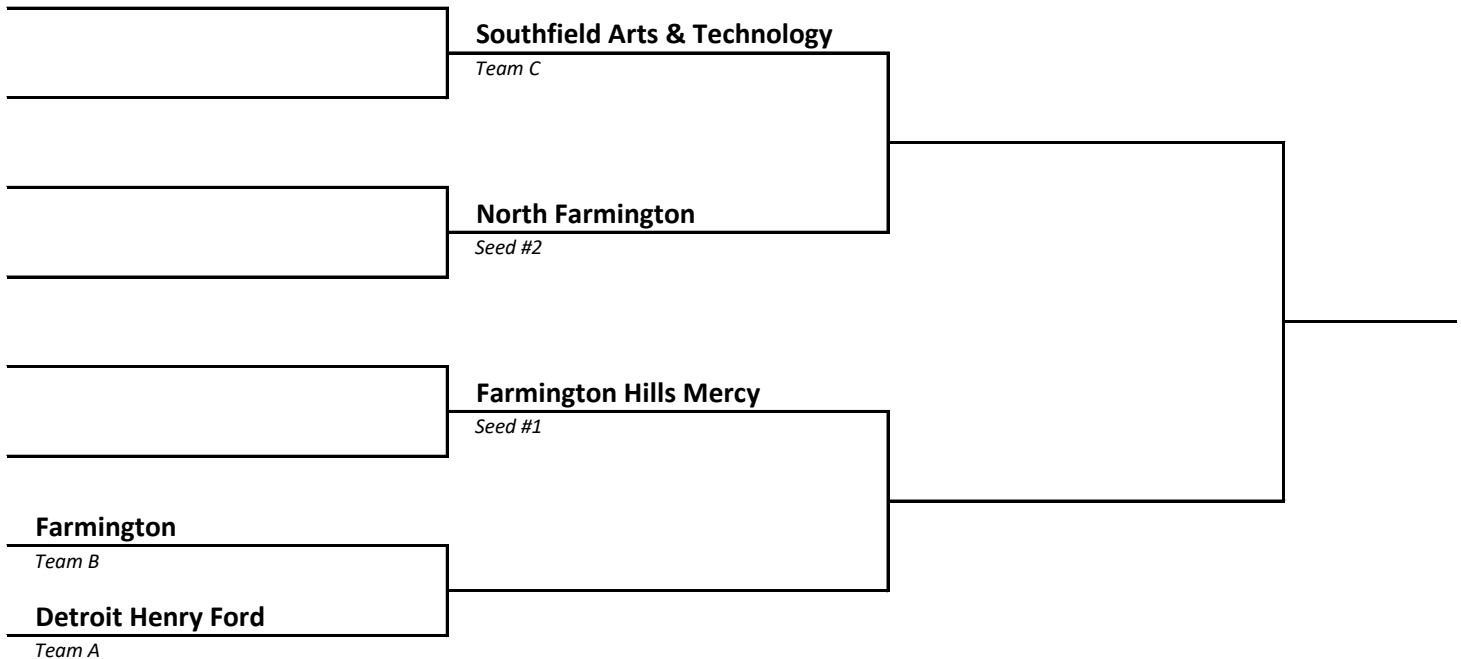 Southfield Arts & Technology
Team C
North Farmington
Seed #2
Farmington Hills Mercy
Seed #1
Farmington
Team B
Detroit Henry Ford
Team A